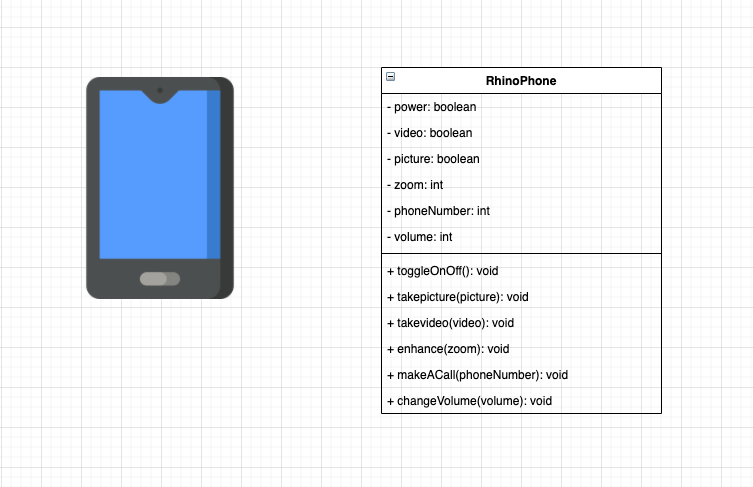 RhinoPhone
- power: boolean
- video: boolean
- picture: boolean
- zoom: int
- phoneNumber: int
- volume: int
+ toggleOnOff(): void
+ takepicture(picture): void
+ takevideo(video): void
+ enhance(zoom): void
+ makeACall(phoneNumber): void
+ changeVolume(volume): void